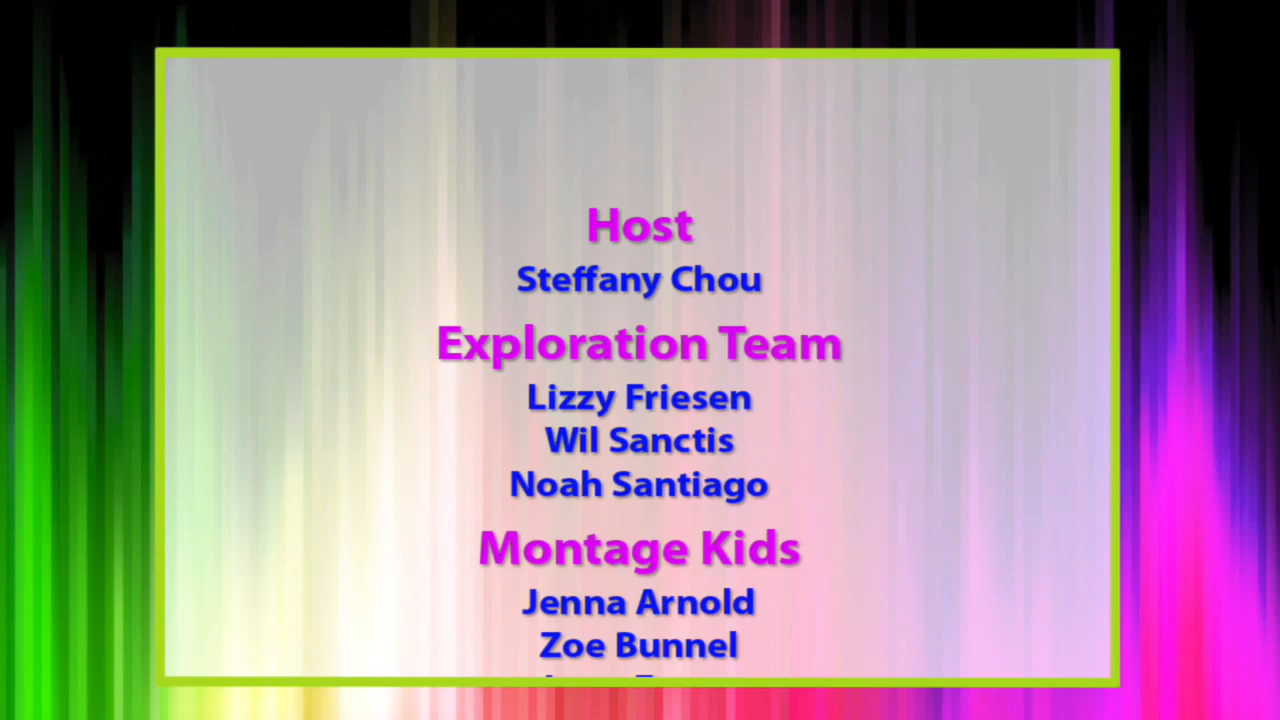 Host
Steffany Chou
Exploration Team
Lizzy Friesen
Wil Sanctis
Noah Santiago
Montage Kids
Jenna Arnold
Zoe Bunnel